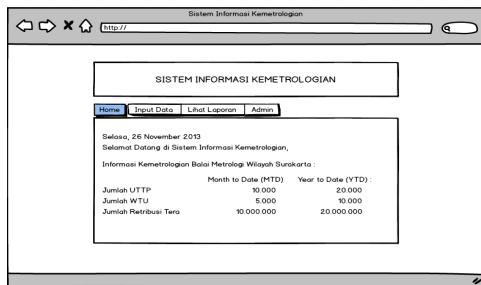 Sistem Informasi Kemetrologian
http://
SISTEM INFORMASI KEMETROLOGIAN
Home Input Data Lihat Laporan Admin
Selasa, 26 November 2013
Selamat Datang di Sistem Informasi Kemetrologian,
Informasi Kemetrologian Balai Metrologi Wilayah Surakarta :
Month to Date (MTD) Year to Date (YTD) :
Jumlah UTTP 10.000 20.000
Jumlah WTU 5.000 10.000
Jumlah Retribusi Tera 10.000.000 20.000.000